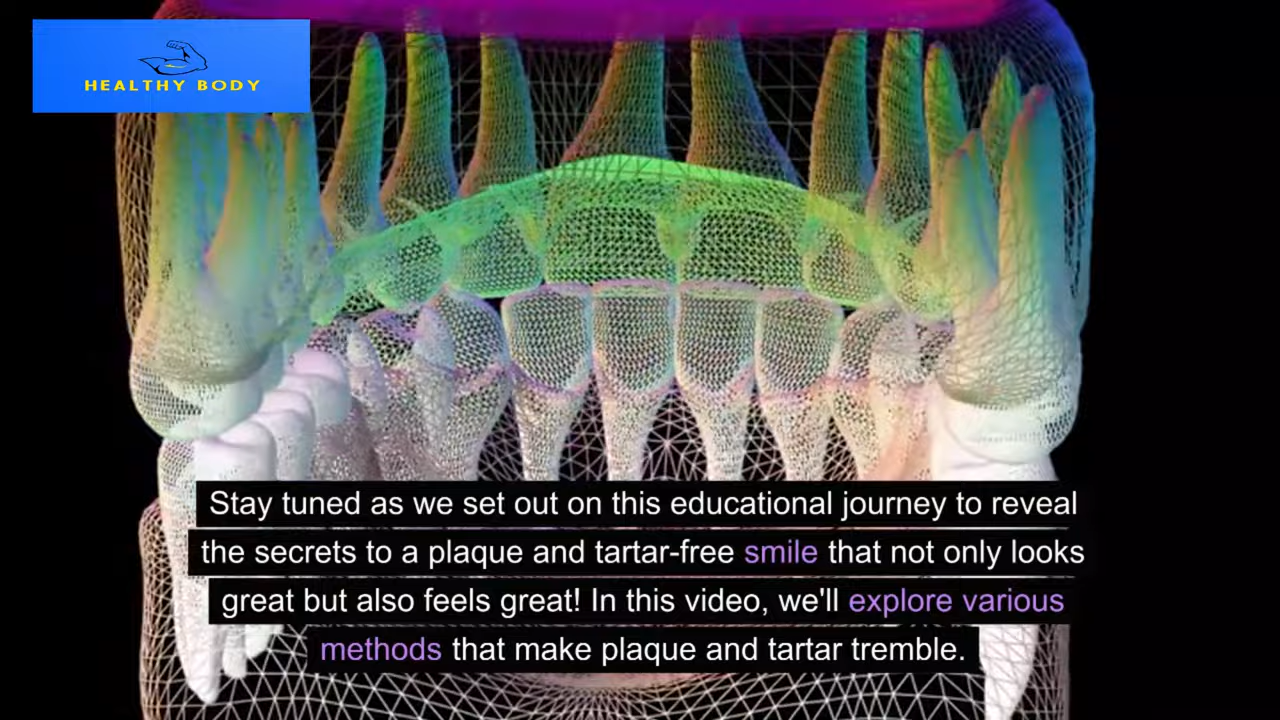 HEALTHY BODY
Stay tuned as we set out on this educational journey to reveal
the secrets to a plaque and tartar-free smile that not only looks
great but also feels great! In this video, we'll explore various
methods that make plaque and tartar tremble.